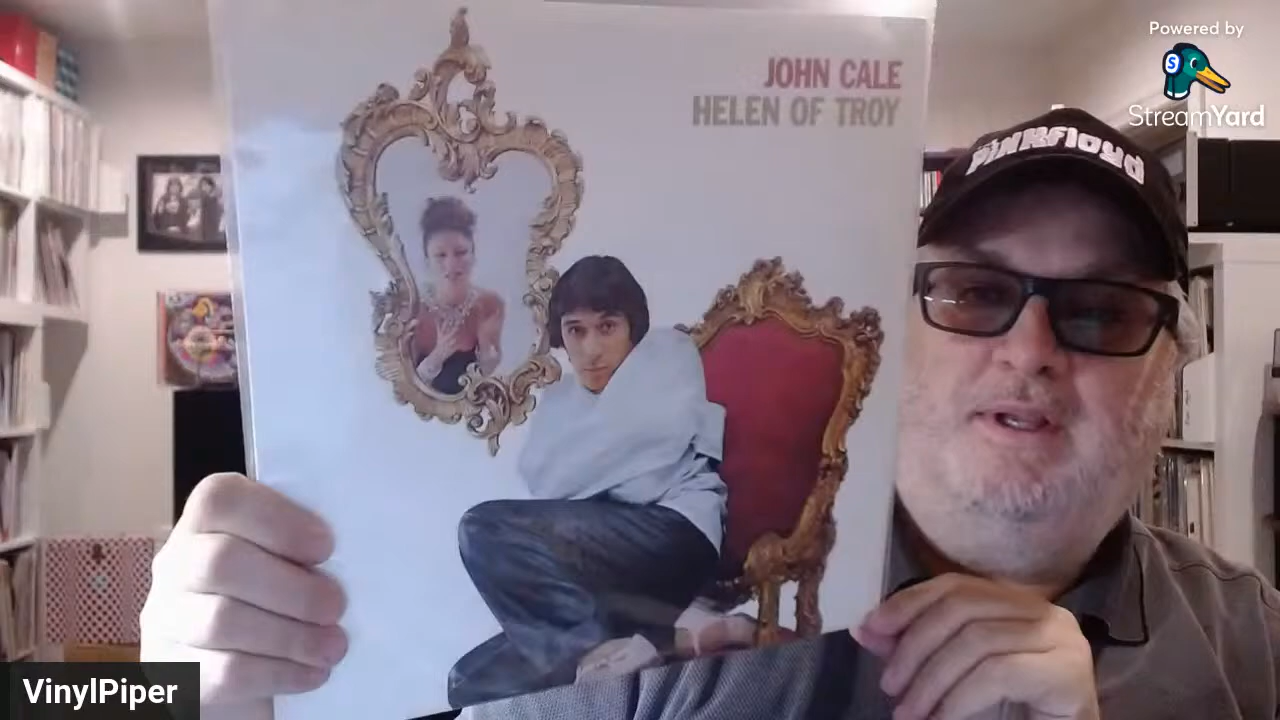 Powered by
StreamYard
JOHN CALE
HELEN OF TROY
PINK FLOYD
VinylPiper